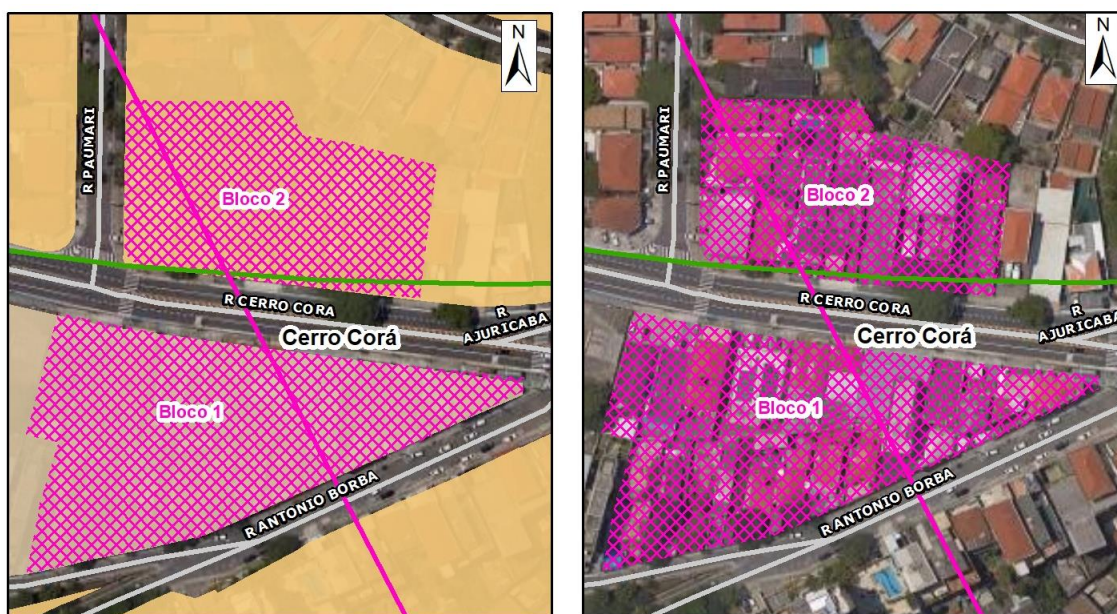 N
R PAUMARI
Bloco 2
R CERRO CORA
Cerro Corá
R
AJURICABA
Bloco 1
R ANTONIO BORBA
N
R PAUMARI
Bloco 2
R CERRO CORA
Cerro Corá
R
AJURICABA
Bloco 1
R ANTONIO BORBA